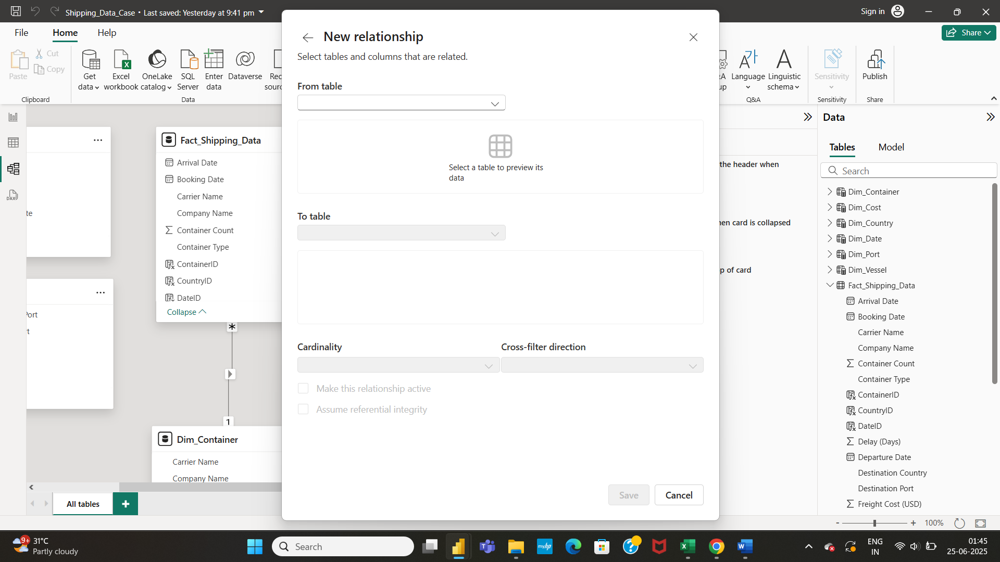 Shipping_Data_Case • Last saved: Yesterday at 9:41 pm
Sign in
File
Home
Help
Share
Paste
Cut
Copy
Clipboard
Get data
Excel workbook
OneLake catalog
SQL Server
Enter data
Dataverse
Data
Language
Linguistic schema
Q&A
Sensitivity
Sensitivity
Publish
Share
te
Port
t
Fact_Shipping_Data
Arrival Date
Booking Date
Carrier Name
Company Name
Container Count
Container Type
ContainerID
CountryID
DateID
Collapse
*
1
Dim_Container
Carrier Name
Company Name
All tables
New relationship
Select tables and columns that are related.
From table
Select a table to preview its
data
To table
Cardinality
Cross-filter direction
Make this relationship active
Assume referential integrity
Save
Cancel
the header when
hen card is collapsed
p of card
Data
Tables
Model
Search
Dim_Container
Dim_Cost
Dim_Country
Dim_Date
Dim_Port
Dim_Vessel
Fact_Shipping_Data
Arrival Date
Booking Date
Carrier Name
Company Name
Container Count
Container Type
ContainerID
CountryID
DateID
Delay (Days)
Departure Date
Destination Country
Destination Port
Freight Cost (USD)
- + 100%
9+
31°C
Partly cloudy
Search
myhp
ENG
IN
01:45
25-06-2025